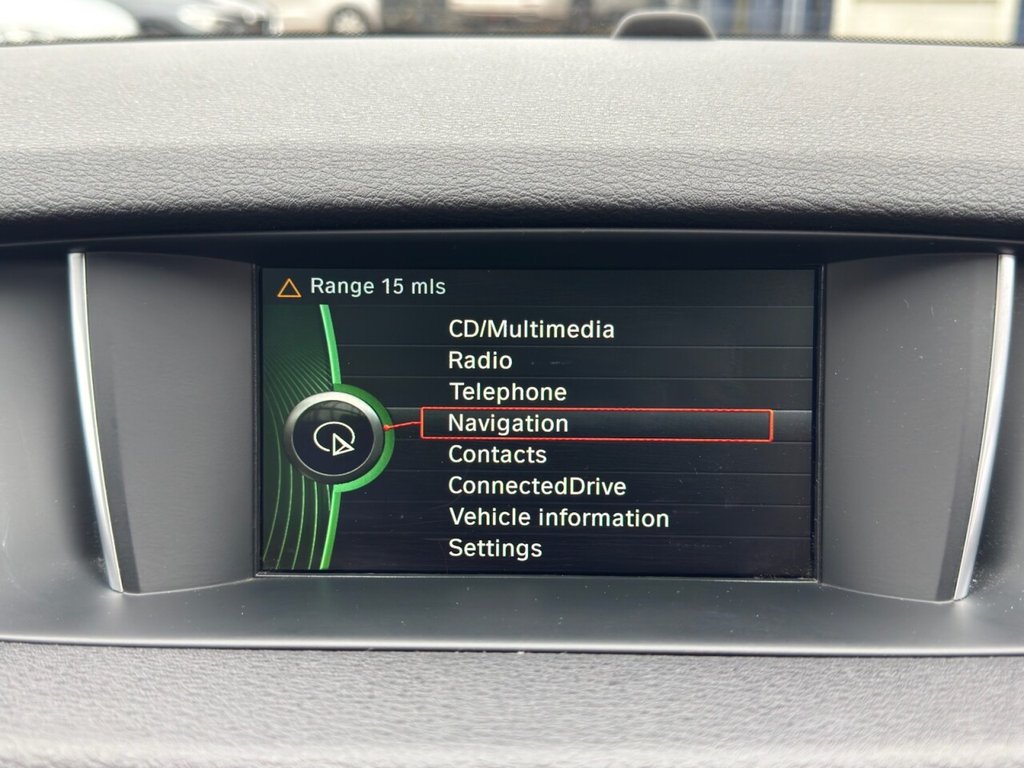 Range 15 mls
CD/Multimedia
Radio
Telephone
Navigation
Contacts
ConnectedDrive
Vehicle information
Settings